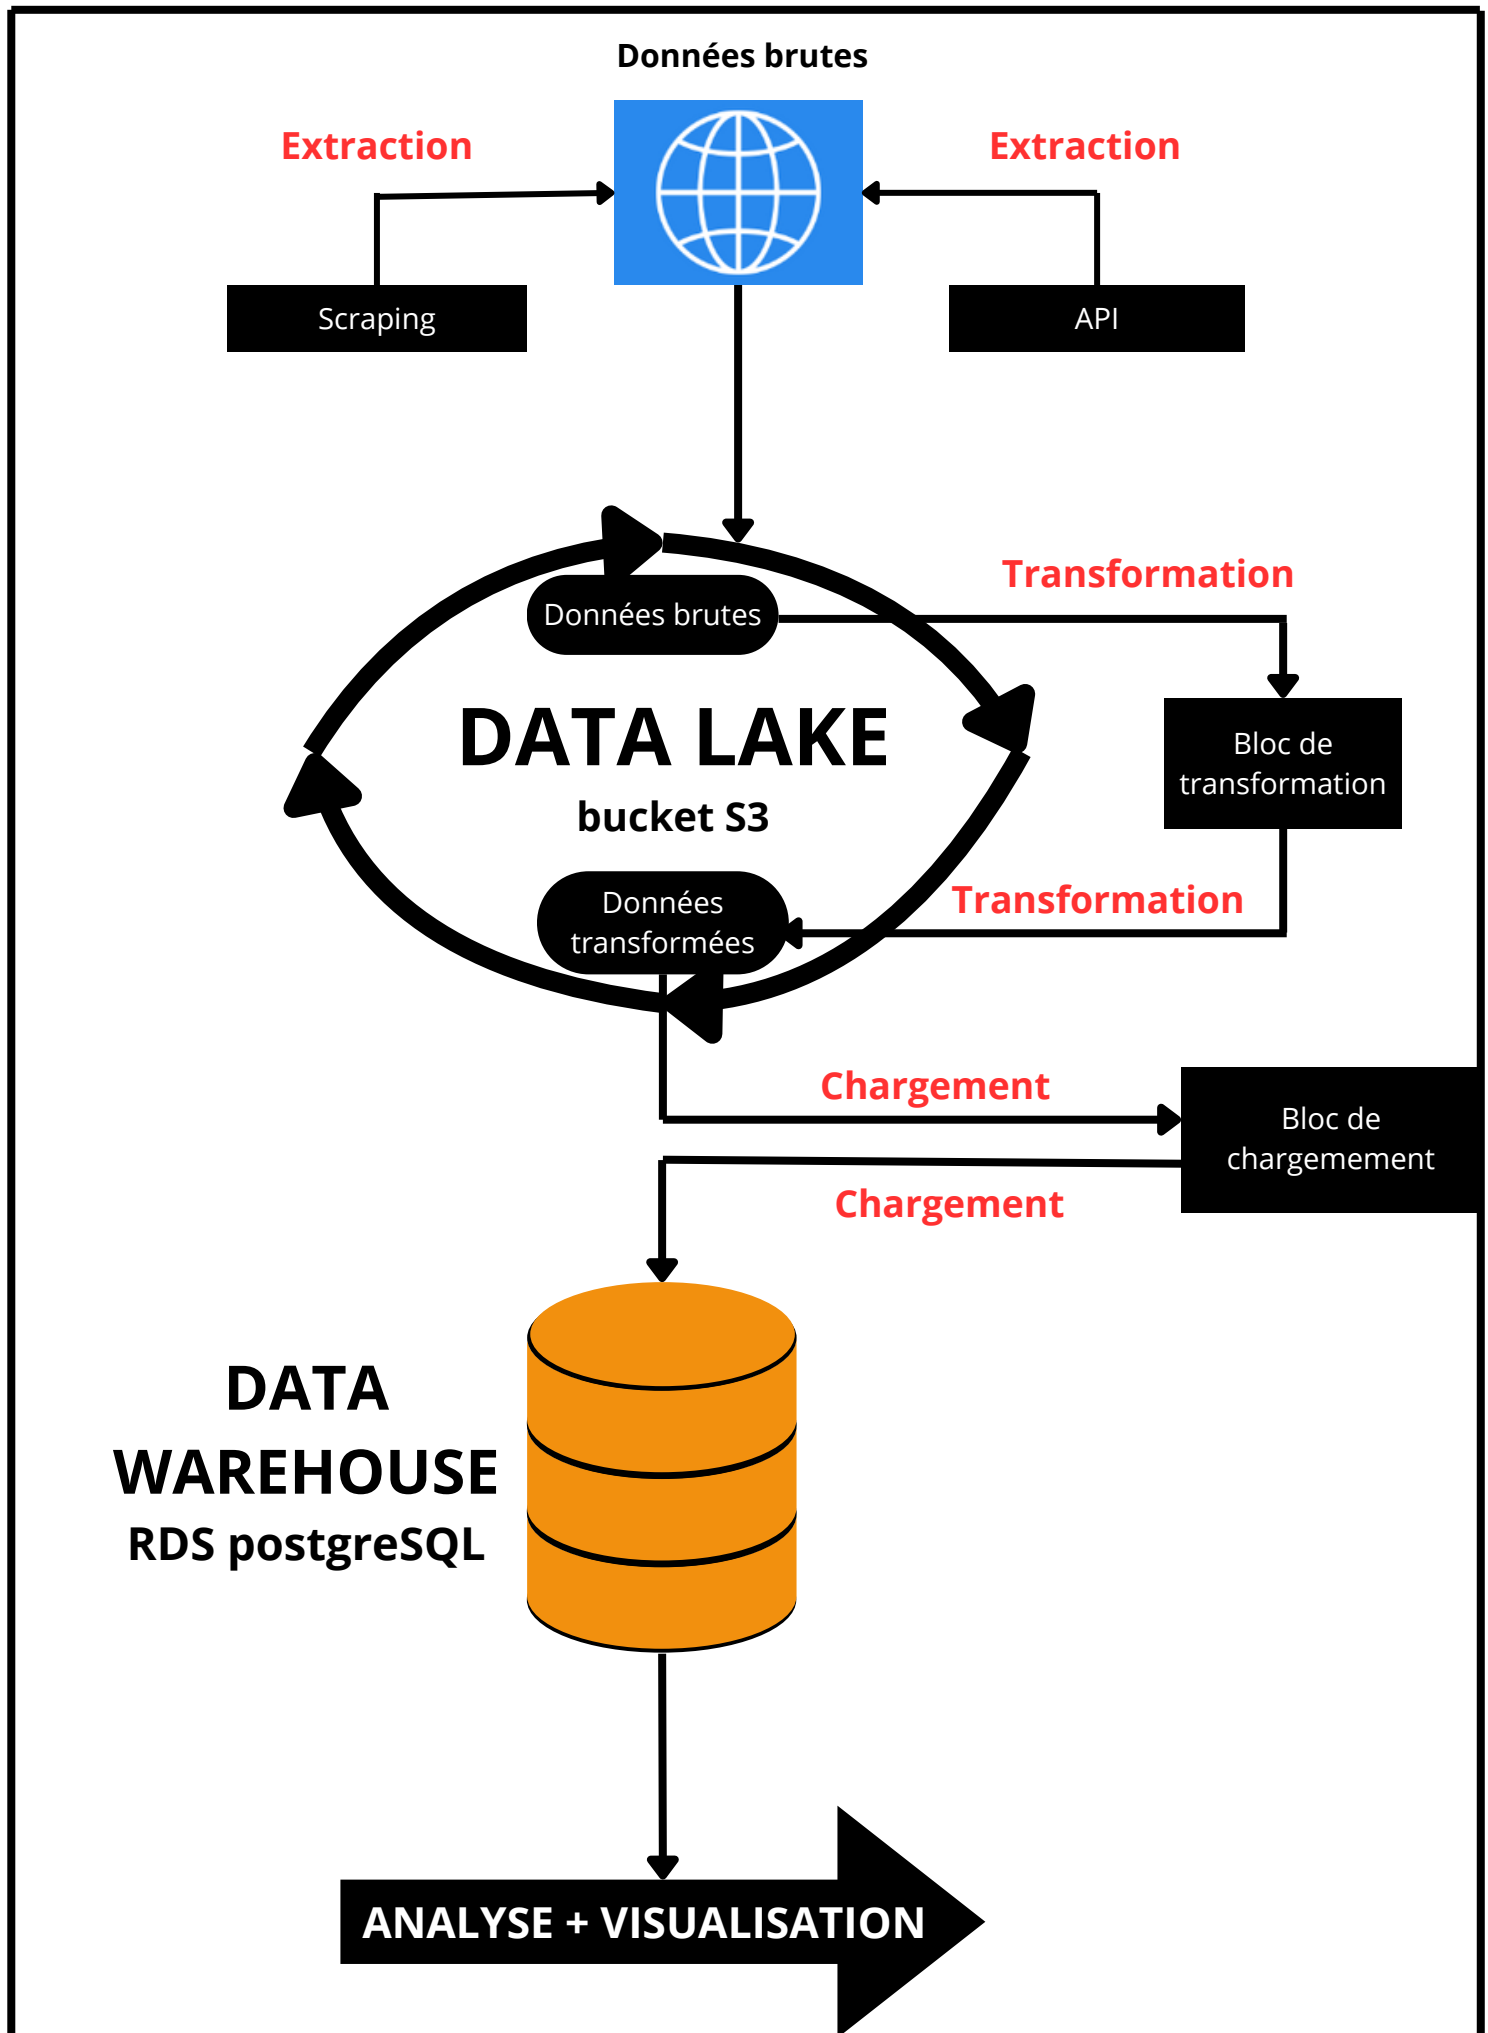 Données brutes
Extraction
Extraction
Scraping
API
Transformation
Données brutes
DATA LAKE
bucket S3
Bloc de
transformation
Données
transformées
Transformation
Chargement
Bloc de
chargemement
Chargement
DATA
WAREHOUSE
RDS postgreSQL
ANALYSE + VISUALISATION